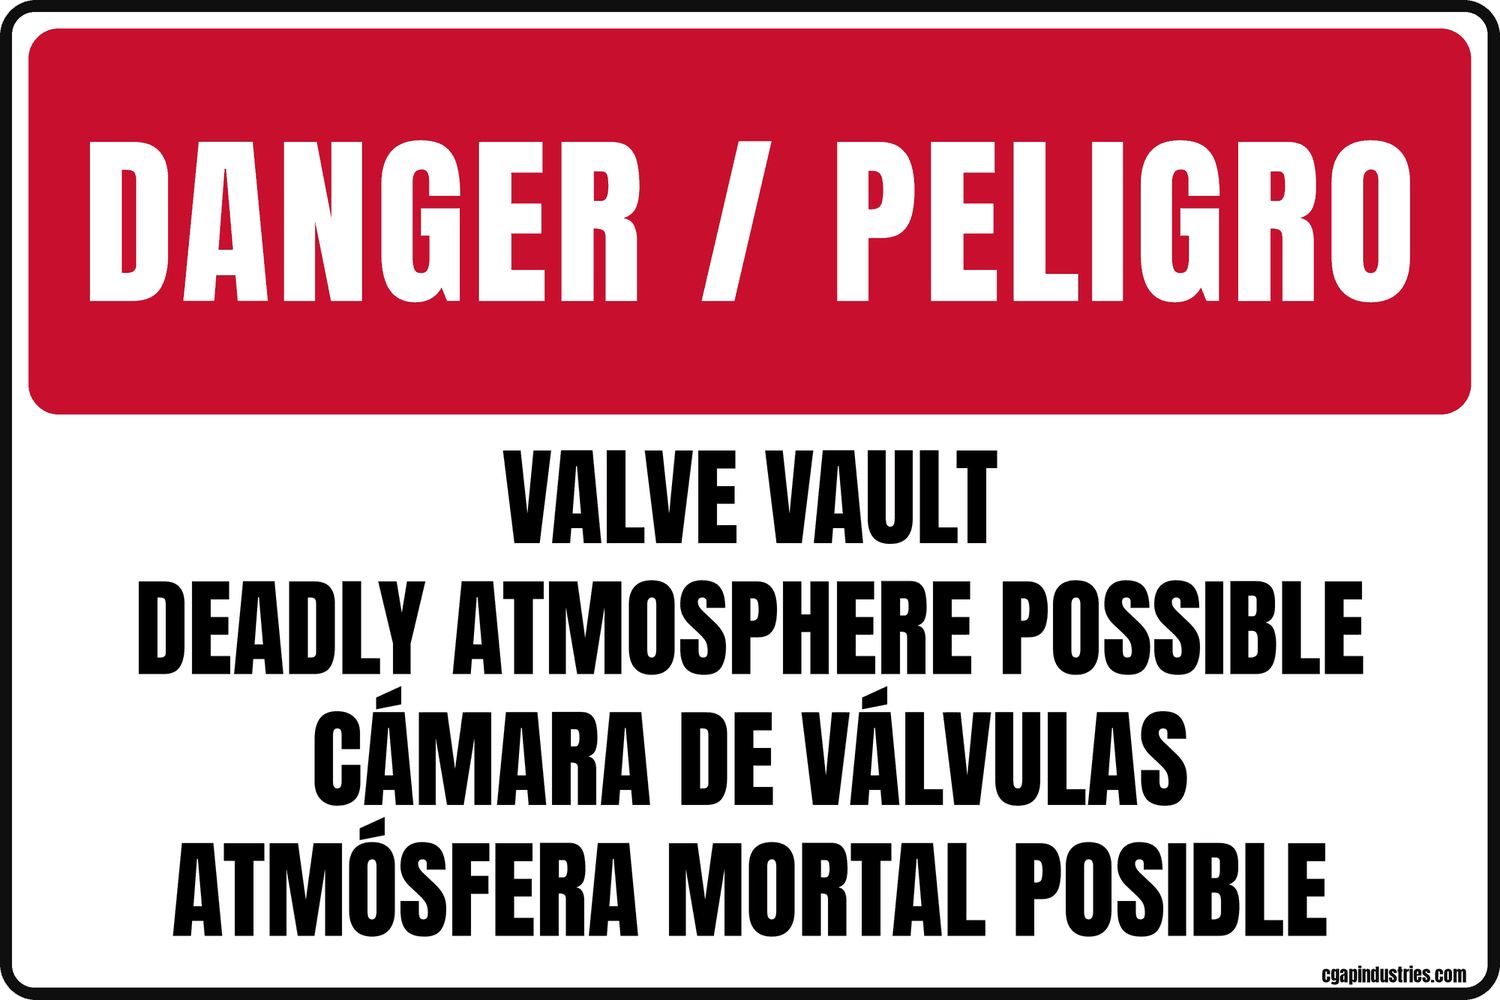 DANGER / PELIGRO
VALVE VAULT
DEADLY ATMOSPHERE POSSIBLE
CÁMARA DE VÁLVULAS
ATMÓSFERA MORTAL POSIBLE
cgapindustries.com